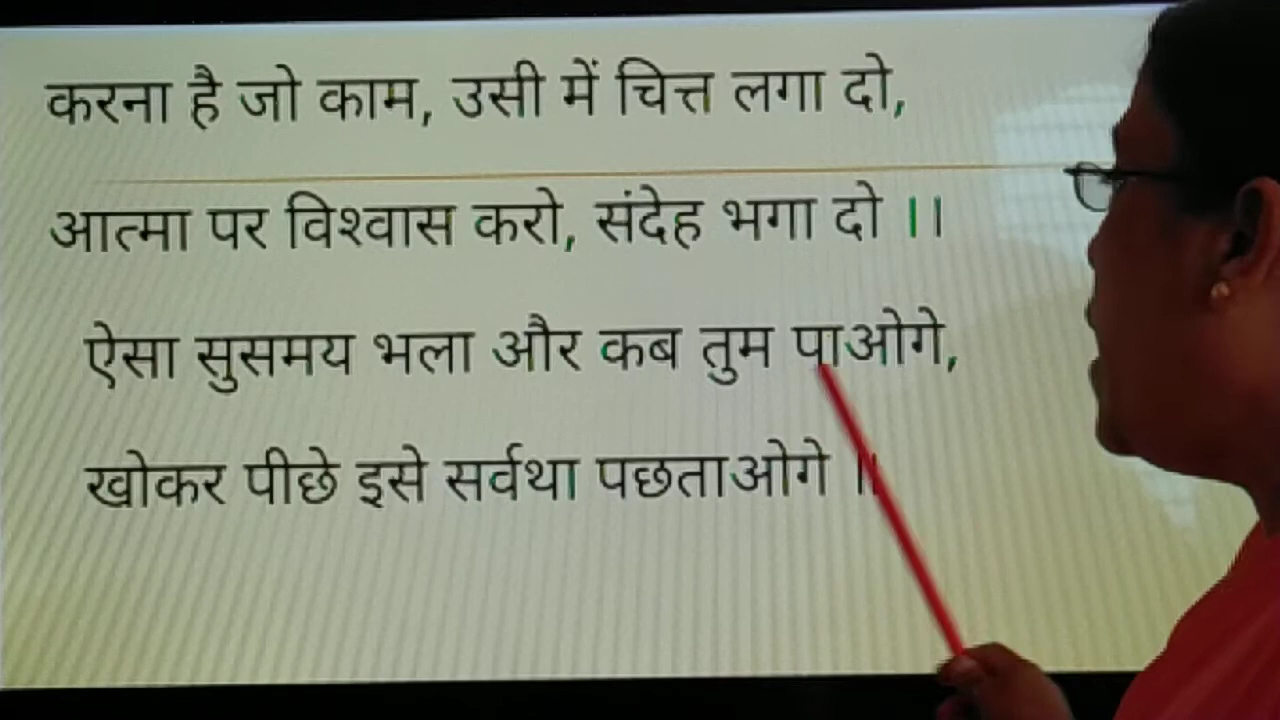 करना है जो काम, उसी में चित्त लगा दो,
आत्मा पर विश्वास करो, संदेह भगा दो ।।
ऐसा सुसमय भला और कब तुम पाओगे,
खोकर पीछे इसे सर्वथा पछताओगे ।।